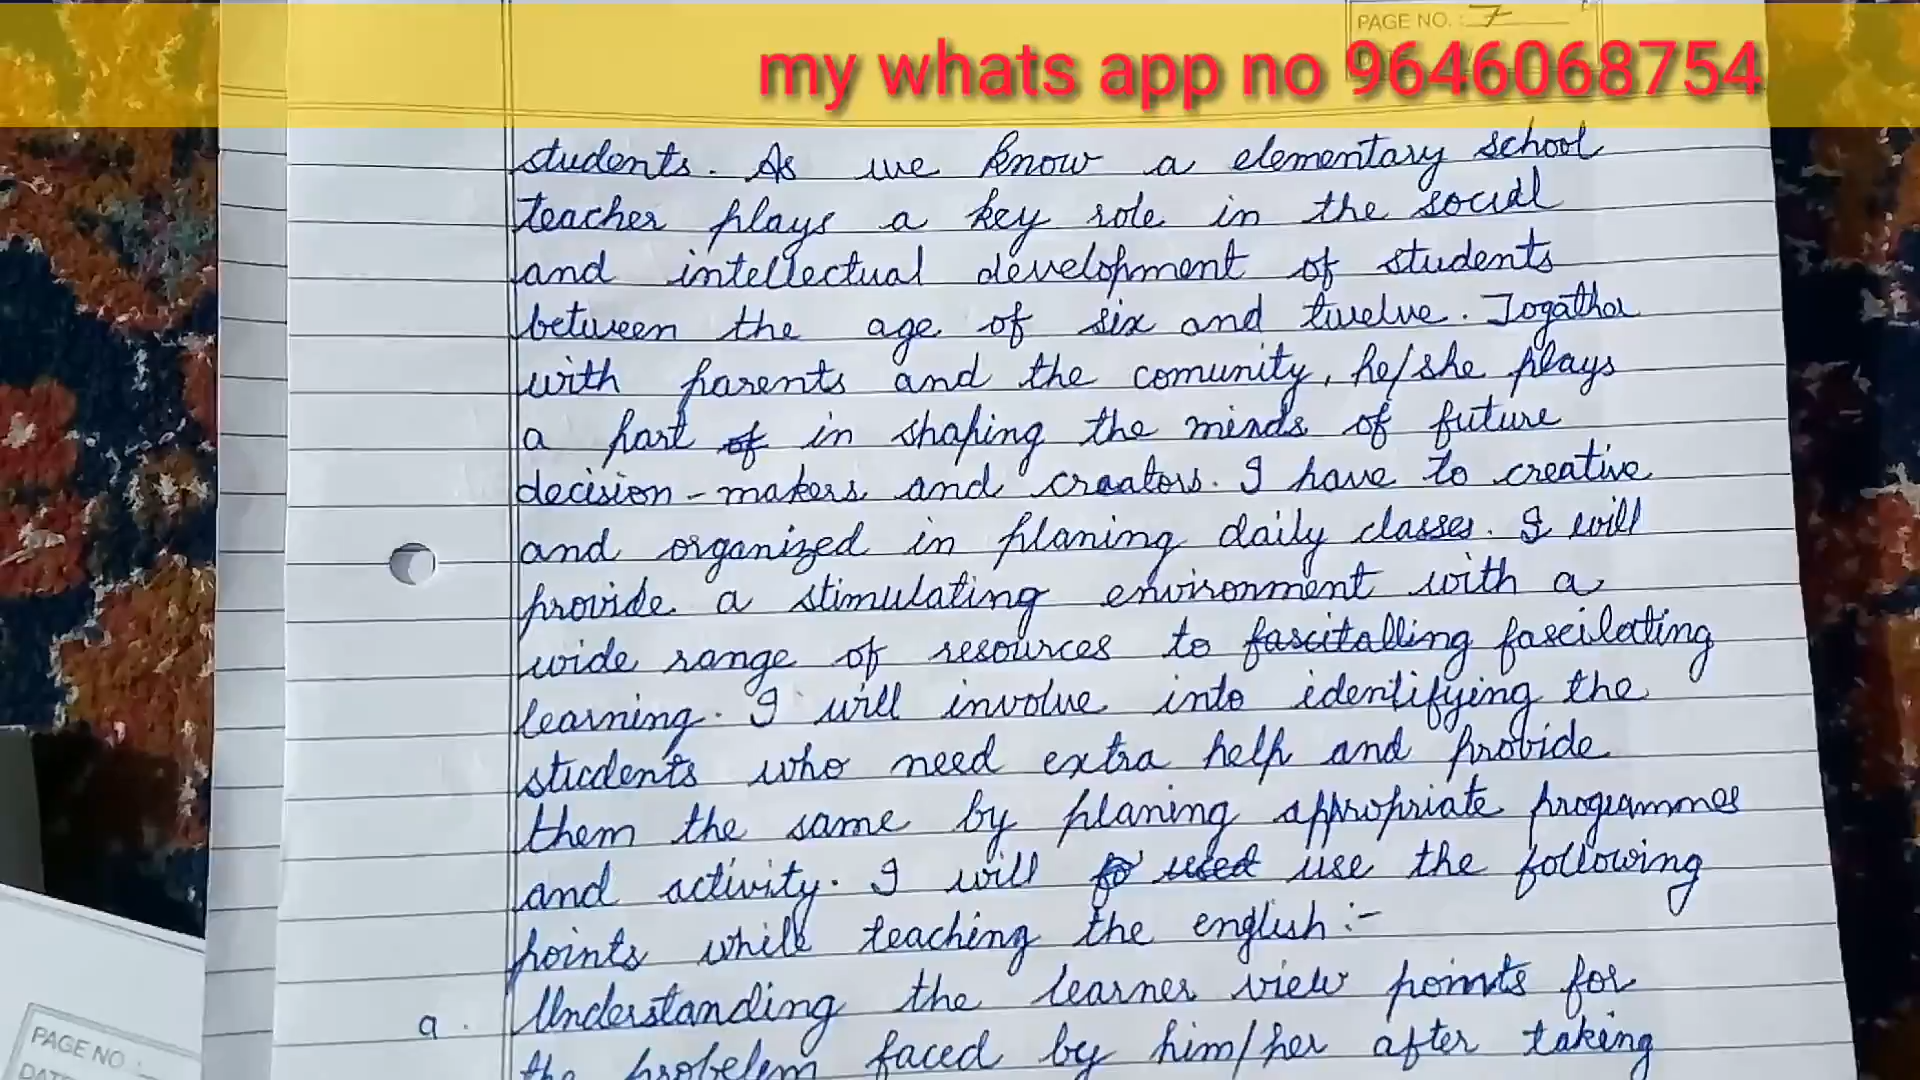 PAGE NO. : 7
my whats app no 9646068754
students. As we know a elementary school
teacher plays a key role in the social
and intellectual development of students
between the age of six and twelve. Togather
with parents and the comunity, he/she plays
a part of in shaping the minds of future
decision-makers and creators. I have to creative
and organized in planing daily classes. I will
provide a stimulating environment with a
wide range of resources to fascitalling fascilating
learning. I will involve into identifying the
students who need extra help and provide
them the same by planing appropriate programmes
and activity. I will to used use the following
points while teaching the english :-
a. Understanding the learner view points for
the probelem faced by him/her after taking
PAGE NO :
DATE